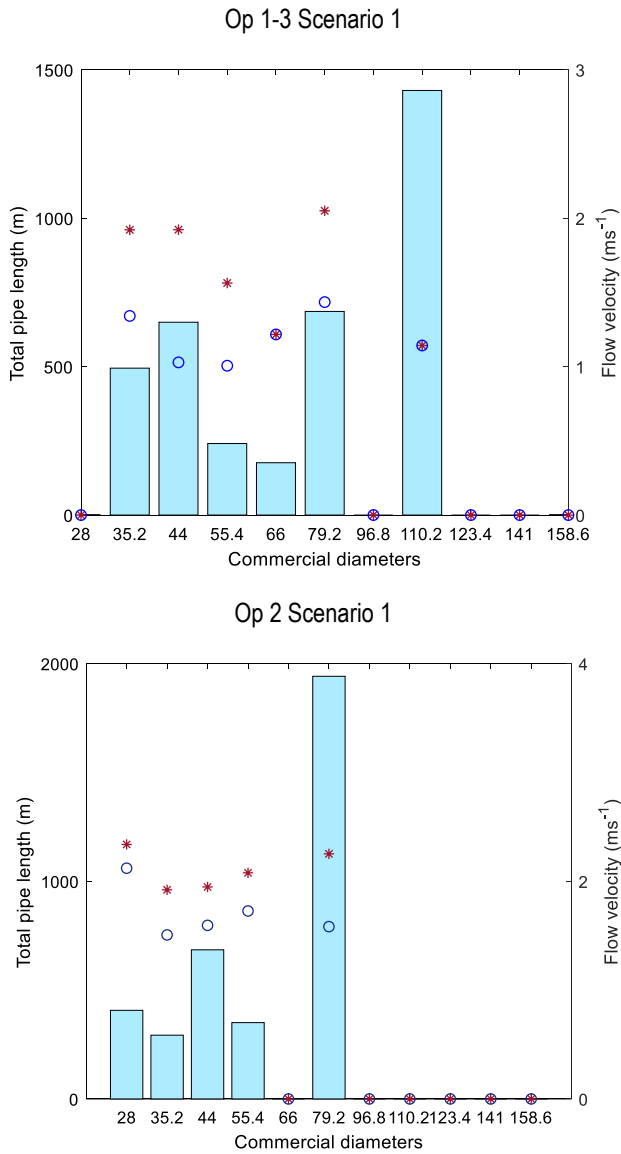 Op 1-3 Scenario 1
1500 3
1000 2
500 1
0 0
Total pipe length (m)
Flow velocity (ms-1)
28 35.2 44 55.4 66 79.2 96.8 110.2 123.4 141 158.6
Commercial diameters
Op 2 Scenario 1
2000 4
1000 2
0 0
Total pipe length (m)
Flow velocity (ms-1)
28 35.2 44 55.4 66 79.2 96.8 110.2 123.4 141 158.6
Commercial diameters